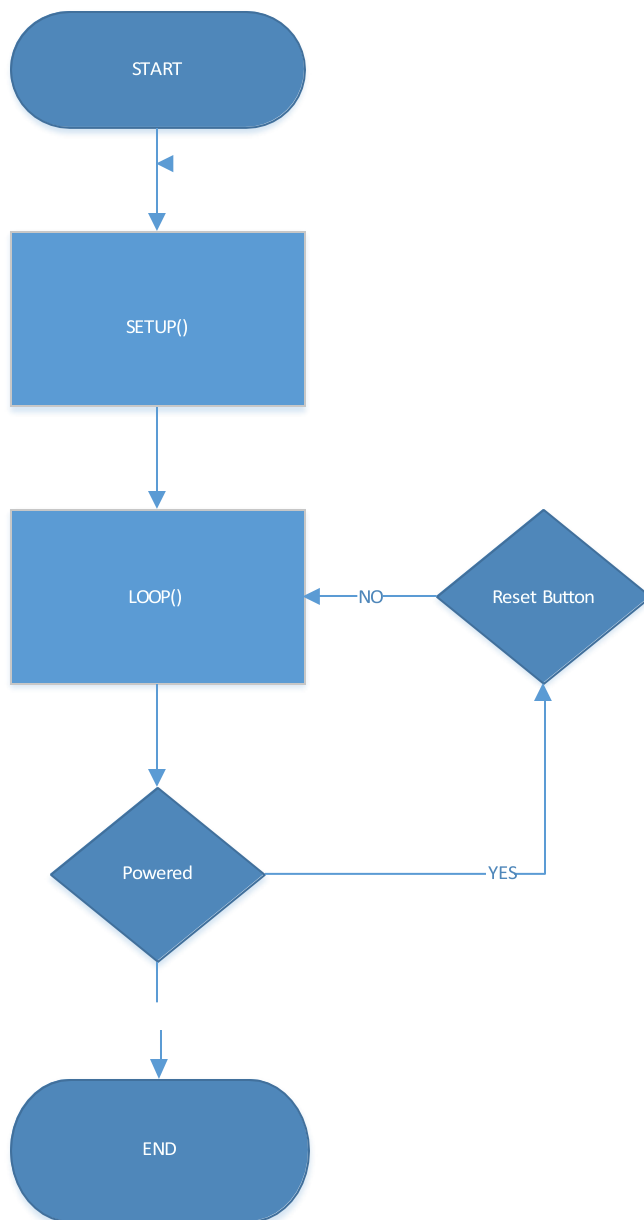 START
SETUP()
LOOP()
NO
Reset Button
Powered
YES
END